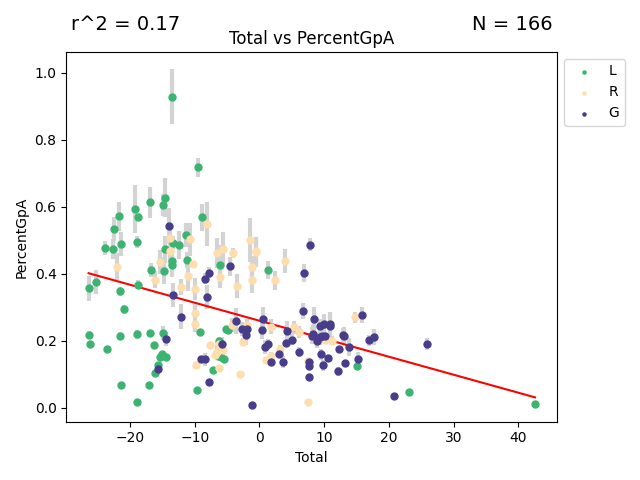 r^2 = 0.17
N = 166
Total vs PercentGpA
L
R
G
1.0
0.8
0.6
0.4
0.2
0.0
PercentGpA
−20
−10
0
10
20
30
40
Total